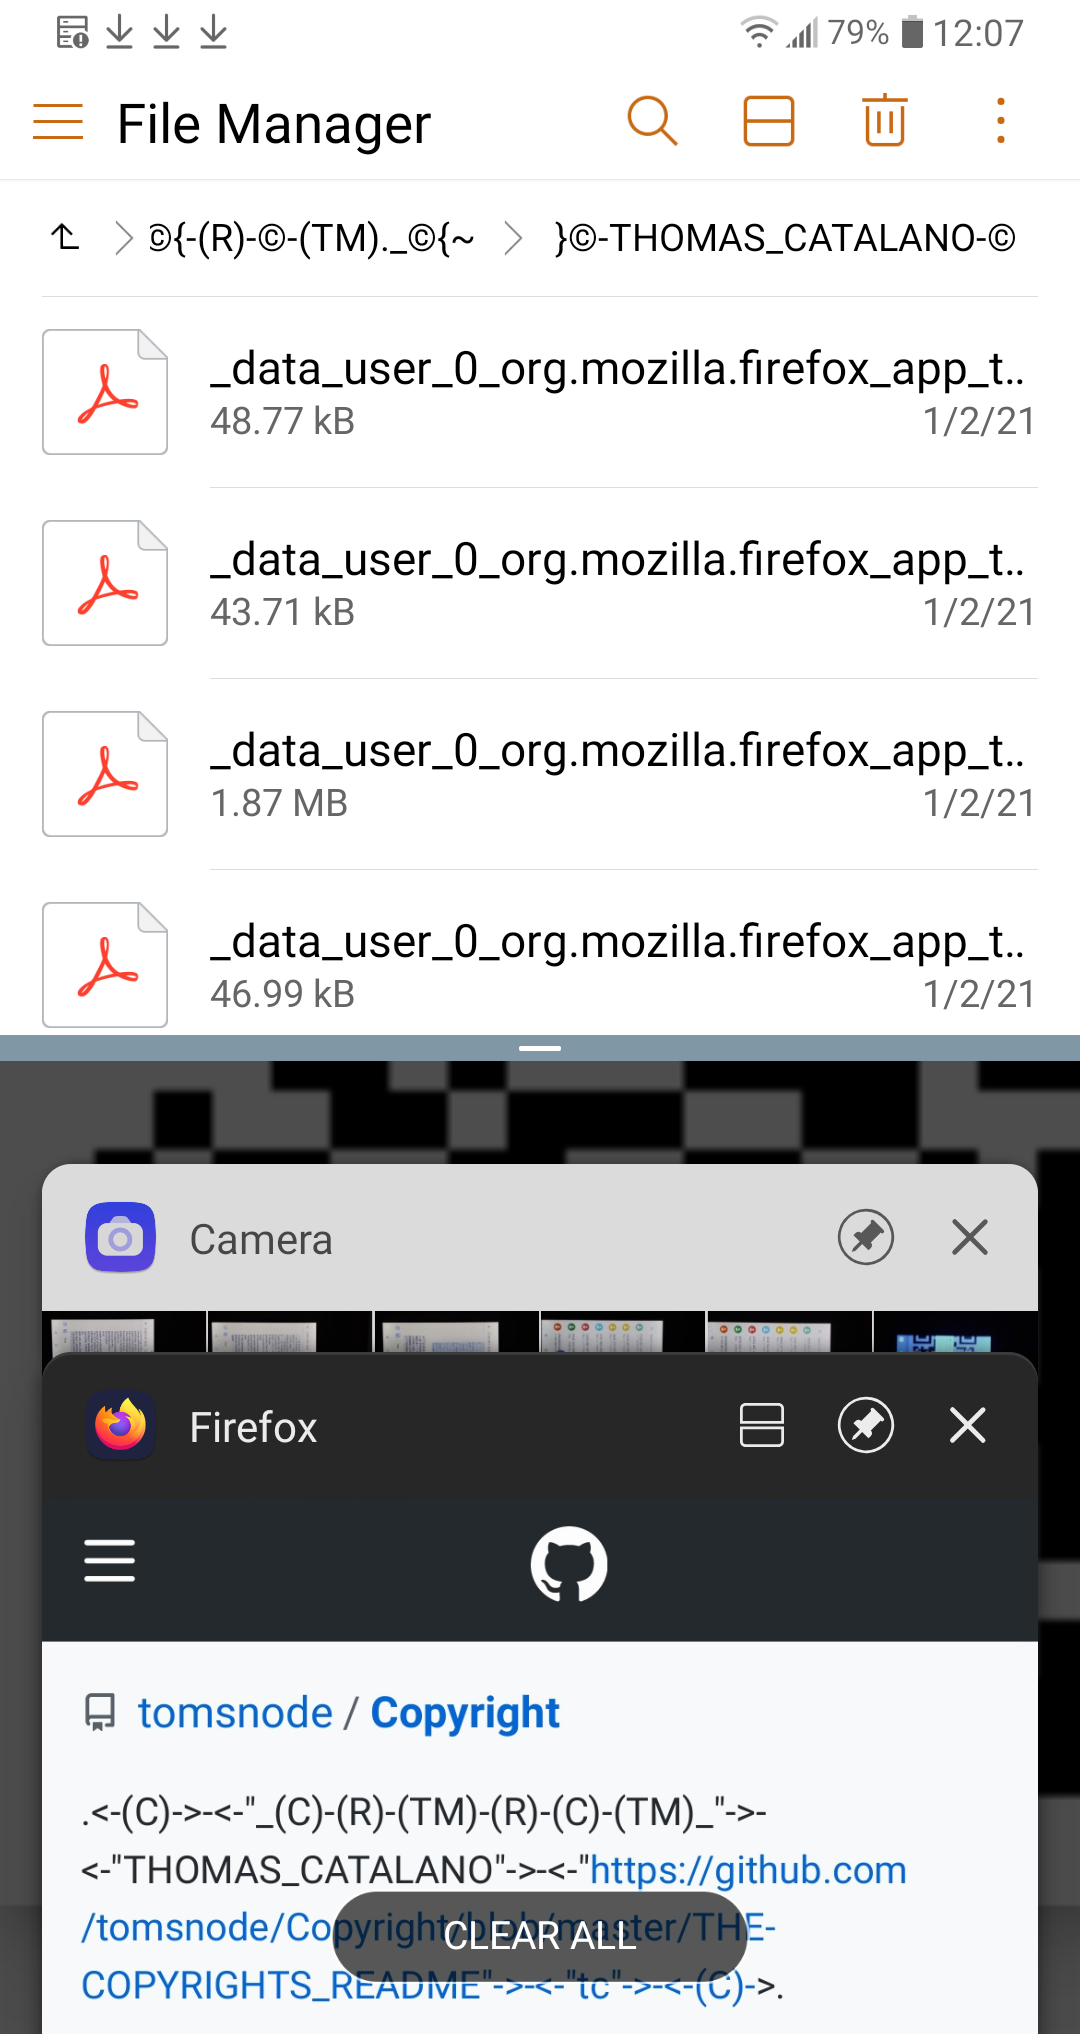 79% 12:07
File Manager
©{-(R)-©-(TM)._©{~ }©-THOMAS_CATALANO-©
_data_user_0_org.mozilla.firefox_app_t..
48.77 kB 1/2/21
_data_user_0_org.mozilla.firefox_app_t..
43.71 kB 1/2/21
_data_user_0_org.mozilla.firefox_app_t..
1.87 MB 1/2/21
_data_user_0_org.mozilla.firefox_app_t..
46.99 kB 1/2/21
Camera
Firefox
tomsnode / Copyright
.<-(C)->-<-"_(C)-(R)-(TM)-(R)-(C)-(TM)_"->-
<-"THOMAS_CATALANO"->-<-"https://github.com
/tomsnode/Copyright/blob/master/THE-
CLEAR ALL
COPYRIGHTS_README"->-<-"tc"->-<-(C)->.